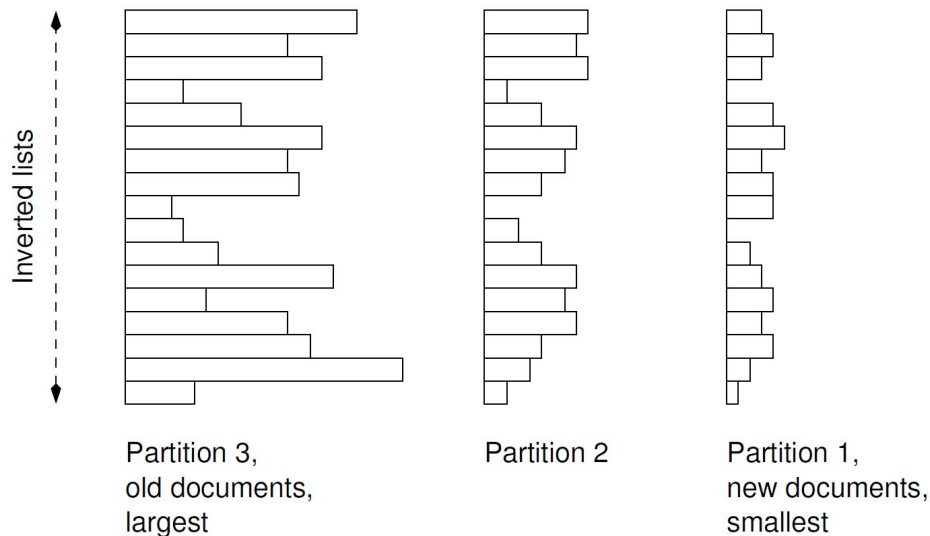 Inverted lists
Partition 3,
old documents,
largest
Partition 2
Partition 1,
new documents,
smallest